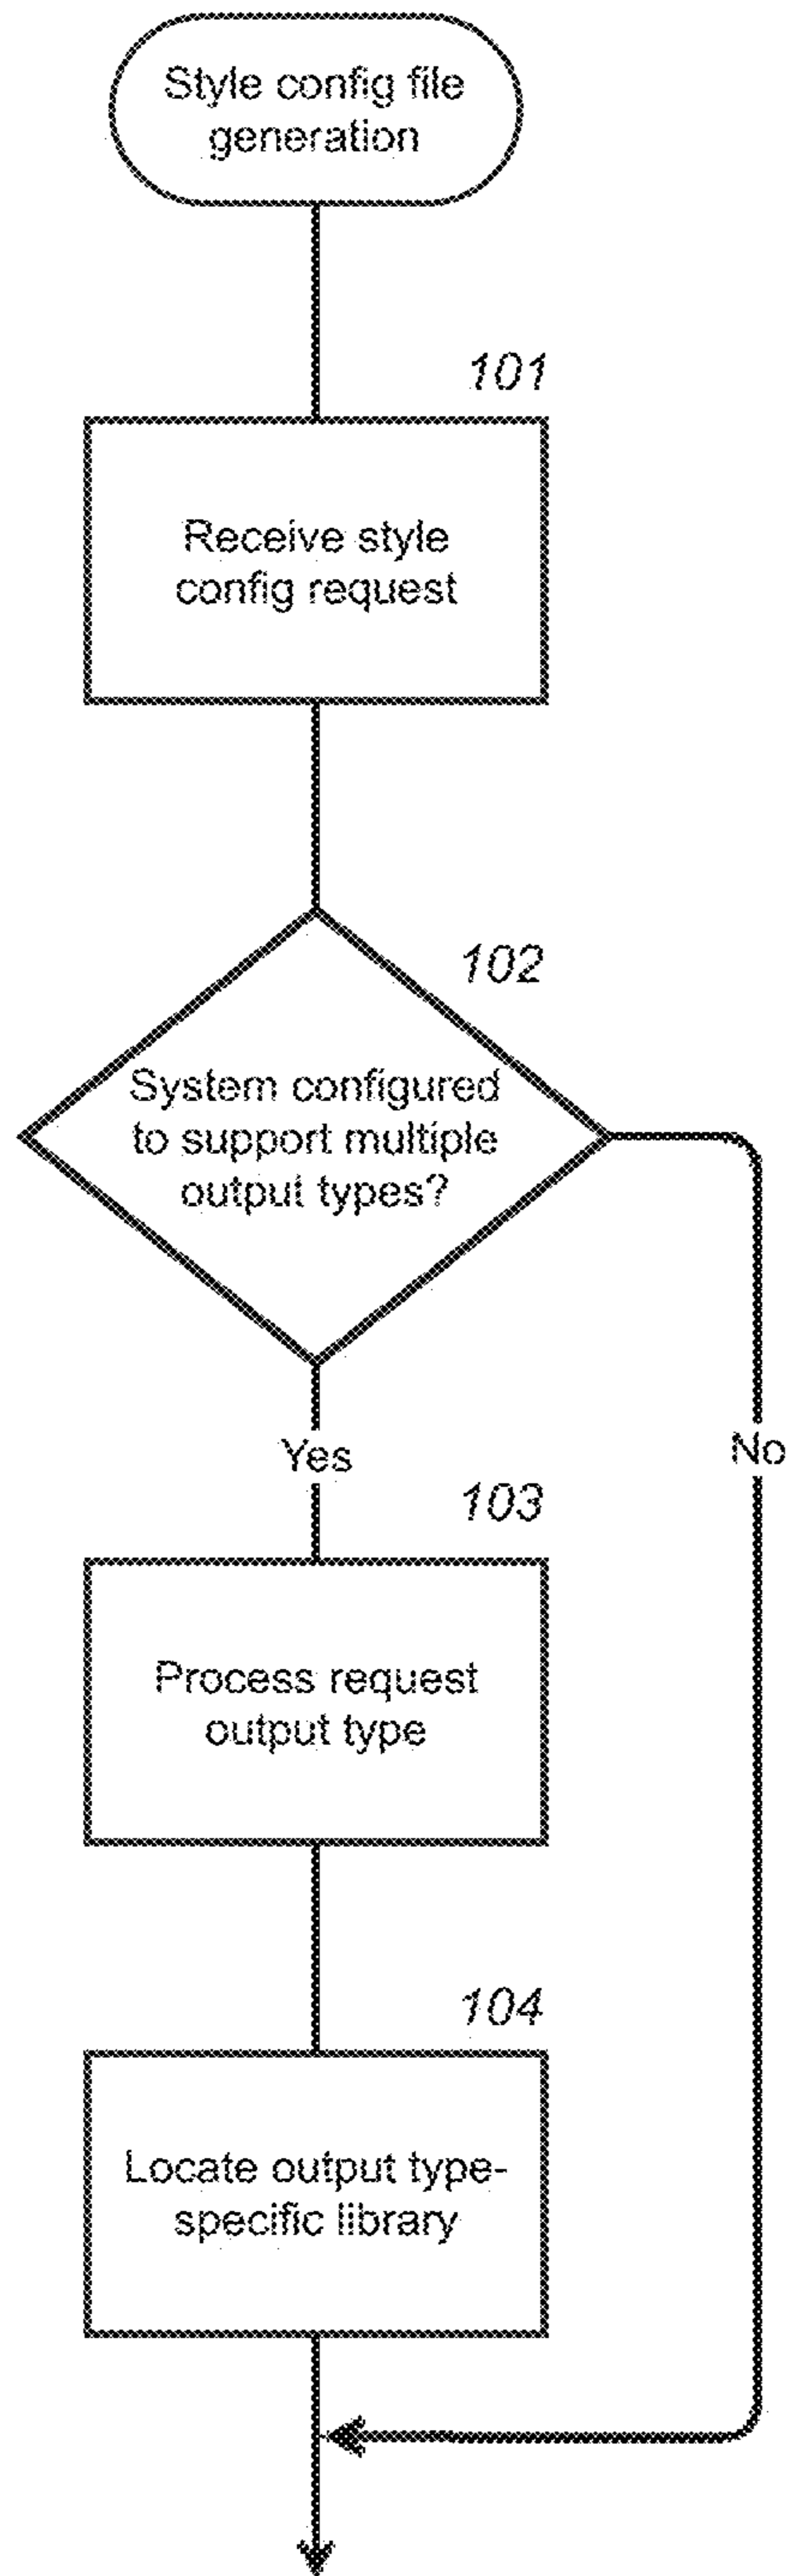 Style config file
generation
101
Receive style
config request
102
System configured
to support multiple
output types?
Yes
No
103
Process request
output type
104
Locate output type-
specific library